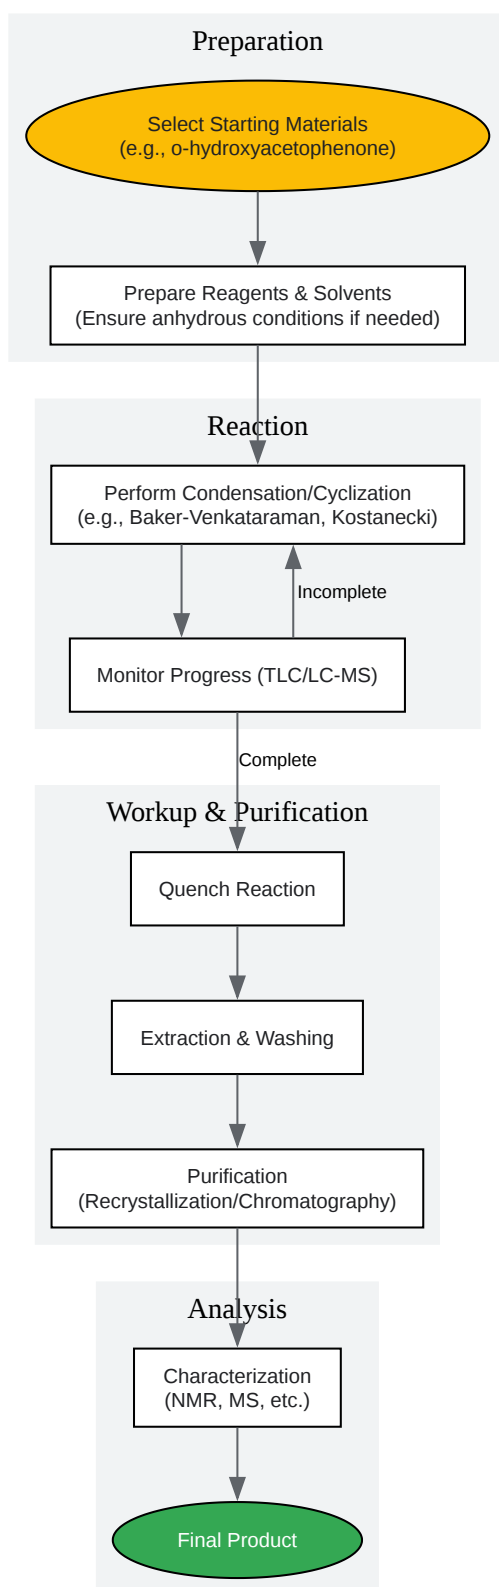 Preparation
Select Starting Materials
(e.g., o-hydroxyacetophenone)
Prepare Reagents & Solvents
(Ensure anhydrous conditions if needed)
Reaction
Perform Condensation/Cyclization
(e.g., Baker-Venkataraman, Kostanecki)
Incomplete
Monitor Progress (TLC/LC-MS)
Complete
Workup & Purification
Quench Reaction
Extraction & Washing
Purification
(Recrystallization/Chromatography)
Analysis
Characterization
(NMR, MS, etc.)
Final Product